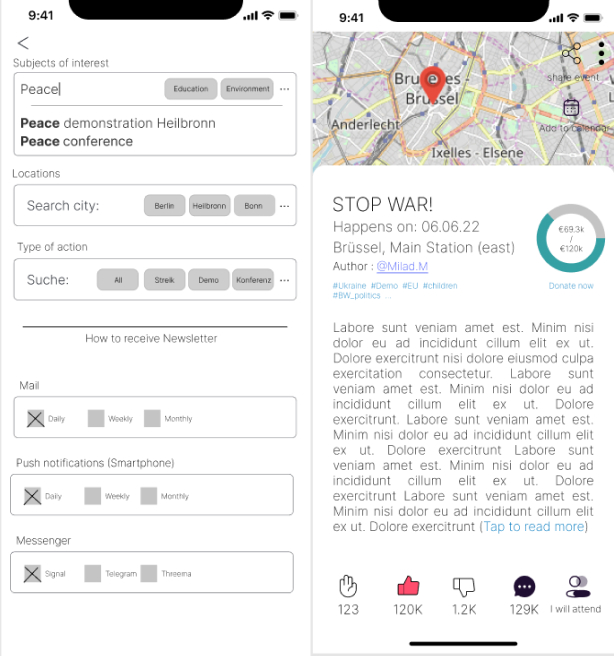 9:41
Subjects of interest
Peace
Education
Environment
...
Peace demonstration Heilbronn
Peace conference
Locations
Search city:
Berlin
Heilbronn
Bonn
...
Type of action
Suche:
All
Streik
Demo
Konferenz
...
How to receive Newsletter
Mail
Daily
Weekly
Monthly
Push notifications (Smartphone)
Daily
Weekly
Monthly
Messenger
Signal
Telegram
Threema
9:41
share event
Add to calendar
Bruxelles -
Brussel
Anderlecht
Ixelles - Elsene
STOP WAR!
Happens on: 06.06.22
Brüssel, Main Station (east)
Author : @Milad.M
#Ukraine #Demo #EU #children
#BW_politics ...
€69.3k
/
€120k
Donate now
Labore sunt veniam amet est. Minim nisi
dolor eu ad incididunt cillum elit ex ut.
Dolore exercitrunt nisi dolore eiusmod culpa
exercitation consectetur. Labore sunt
veniam amet est. Minim nisi dolor eu ad
incididunt cillum elit ex ut. Dolore
exercitrunt. Labore sunt veniam amet est.
Minim nisi dolor eu ad incididunt cillum elit
ex ut. Dolore exercitrunt Labore sunt
veniam amet est. Minim nisi dolor eu ad
incididunt cillum elit ex ut. Dolore
exercitrunt Labore sunt veniam amet est.
Minim nisi dolor eu ad incididunt cillum elit
ex ut. Dolore exercitrunt (Tap to read more)
123
120K
1.2K
129K
I will attend